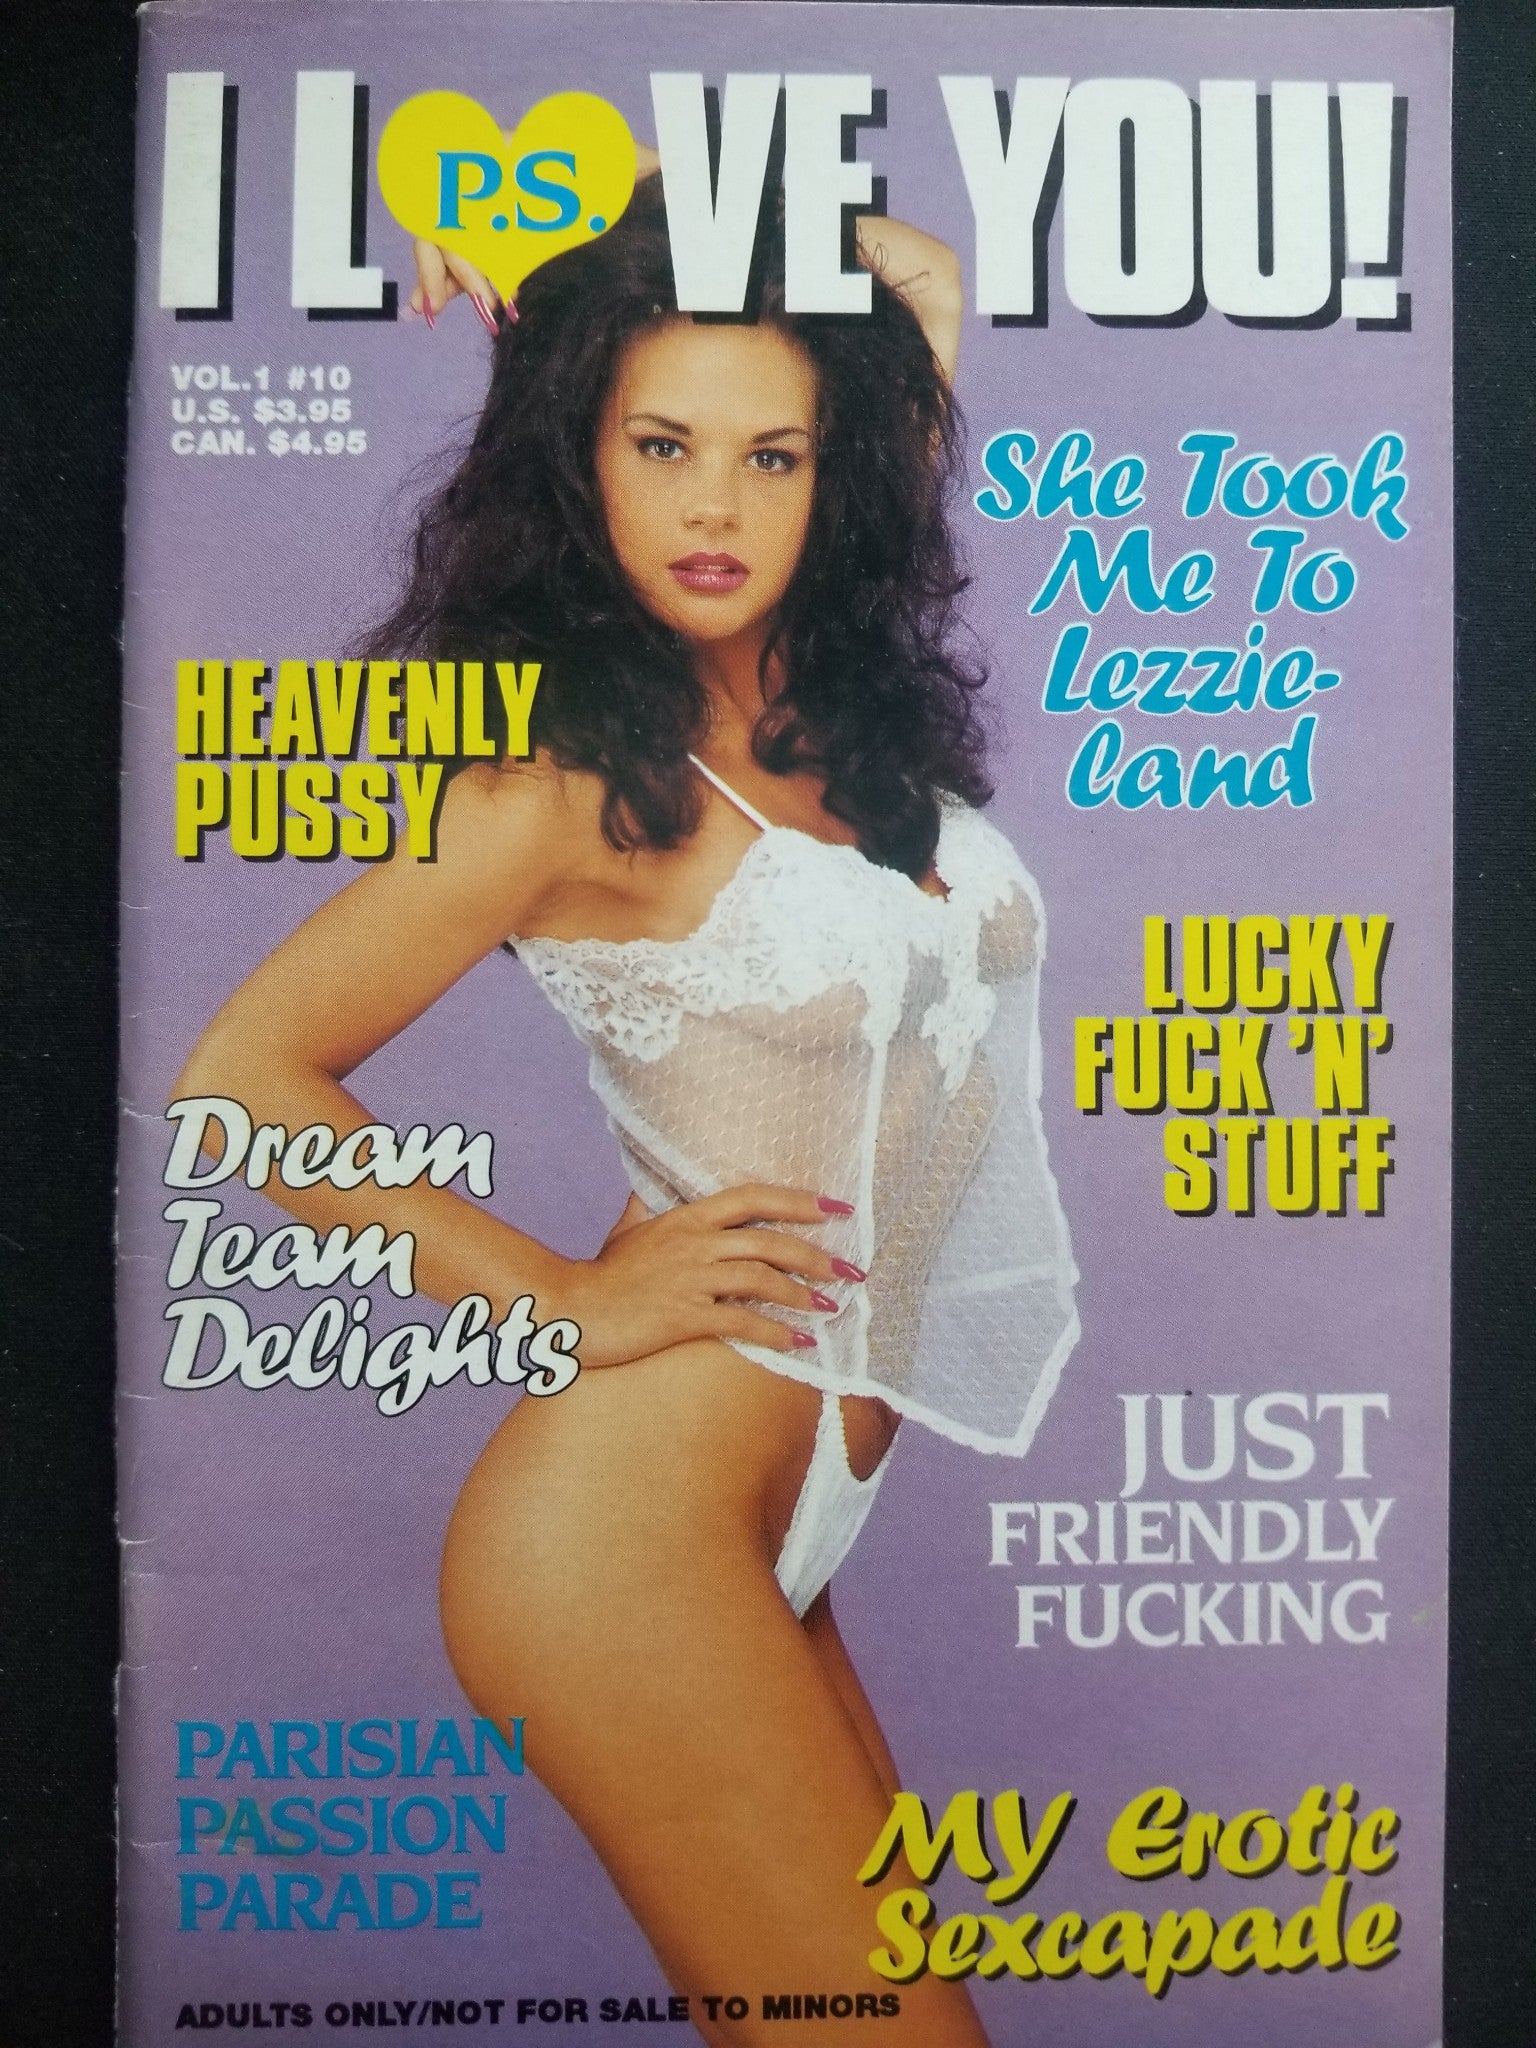 P.S.
I LOVE YOU!
VOL.1 #10
U.S. $3.95
CAN. $4.95
She Took
Me To
Lezzie-
land
HEAVENLY
PUSSY
LUCKY
FUCK 'N'
STUFF
Dream
Team
Delights
JUST
FRIENDLY
FUCKING
PARISIAN
PASSION
PARADE
My Erotic
Sexcapade
ADULTS ONLY/NOT FOR SALE TO MINORS